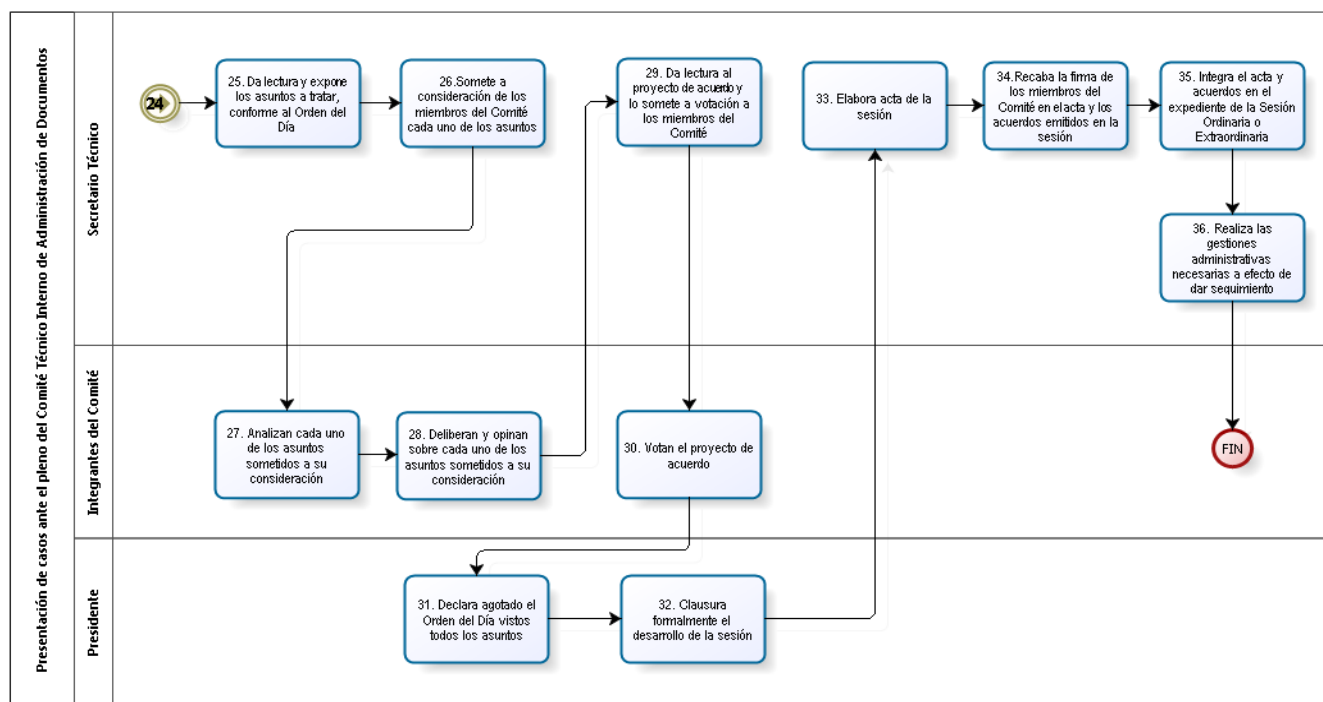 Presentación de casos ante el pleno del Comité Técnico Interno de Administración de Documentos
Secretario Técnico
24
25. Da lectura y expone
los asuntos a tratar,
conforme al Orden del
Día
26.Somete a
consideración de los
miembros del Comité
cada uno de los asuntos
29. Da lectura al
proyecto de acuerdo y
lo somete a votación a
los miembros del
Comité
33. Elabora acta de la
sesión
34.Recaba la firma de
los miembros del
Comité en el acta y los
acuerdos emitidos en la
sesión
35. Integra el acta y
acuerdos en el
expediente de la Sesión
Ordinaria o
Extraordinaria
36. Realiza las
gestiones
administrativas
necesarias a efecto de
dar seguimiento
Integrantes del Comité
27. Analizan cada uno
de los asuntos
sometidos a su
consideración
28. Deliberan y opinan
sobre cada uno de los
asuntos sometidos a su
consideración
30. Votan el proyecto de
acuerdo
FIN
Presidente
31. Declara agotado el
Orden del Día vistos
todos los asuntos
32. Clausura
formalmente el
desarrollo de la sesión